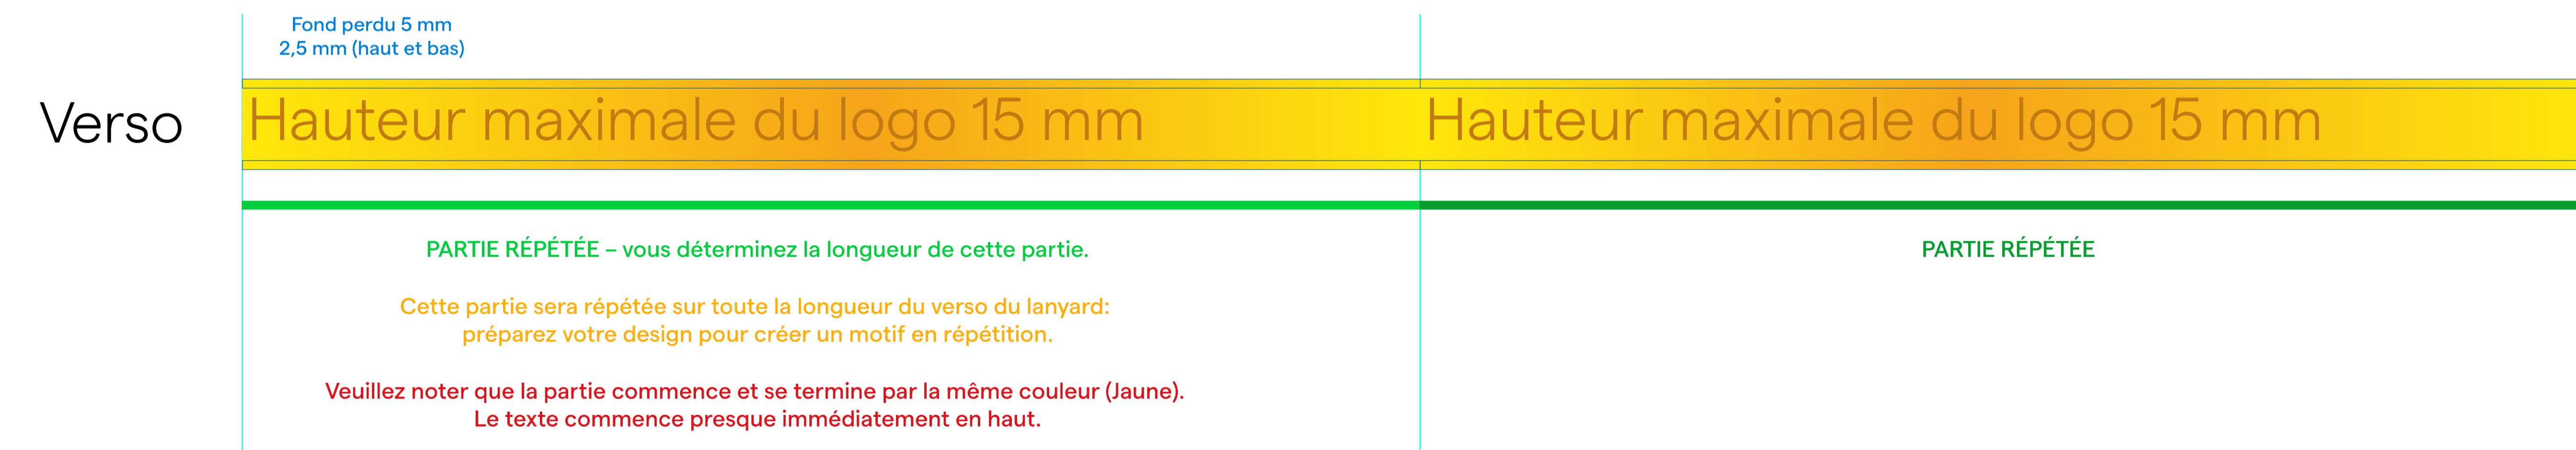 Fond perdu 5 mm
2,5 mm (haut et bas)
Verso
Hauteur maximale du logo 15 mm
Hauteur maximale du logo 15 mm
PARTIE RÉPÉTÉE – vous déterminez la longueur de cette partie.
PARTIE RÉPÉTÉE
Cette partie sera répétée sur toute la longueur du verso du lanyard:
préparez votre design pour créer un motif en répétition.
Veuillez noter que la partie commence et se termine par la même couleur (Jaune).
Le texte commence presque immédiatement en haut.